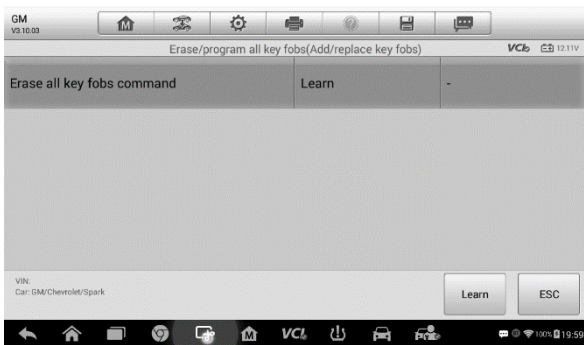 GM
V3.10.03
Erase/program all key fobs(Add/replace key fobs)
VCI 12.11V
Erase all key fobs command Learn -
VIN:
Car: GM/Chevrolet/Spark
Learn ESC
M VCI M 100% 19:59